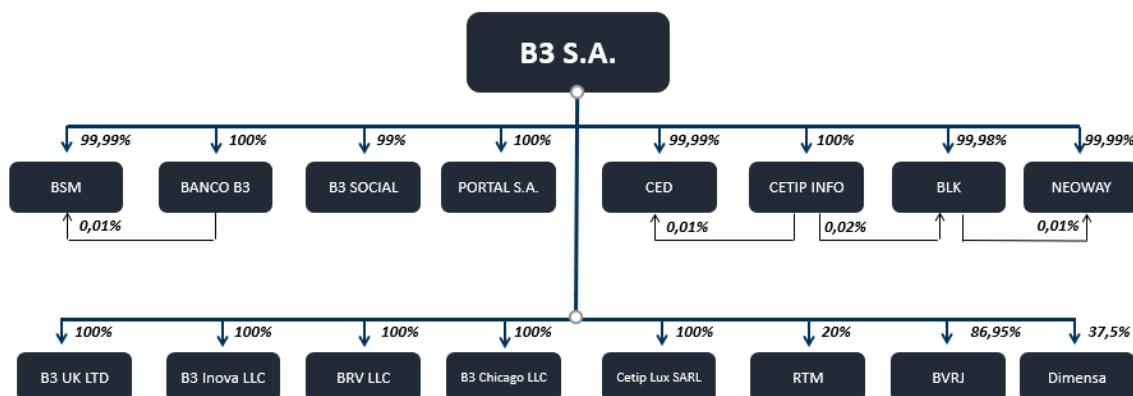 B3 S.A.
99,99% 100% 99% 100% 99,99% 100% 99,98% 99,99%
BSM BANCO B3 B3 SOCIAL PORTAL S.A. CED CETIP INFO BLK NEOWAY
0,01% 0,01% 0,02% 0,01%
100% 100% 100% 100% 100% 20% 86,95% 37,5%
B3 UK LTD B3 Inova LLC BRV LLC B3 Chicago LLC Cetip Lux SARL RTM BVRJ Dimensa